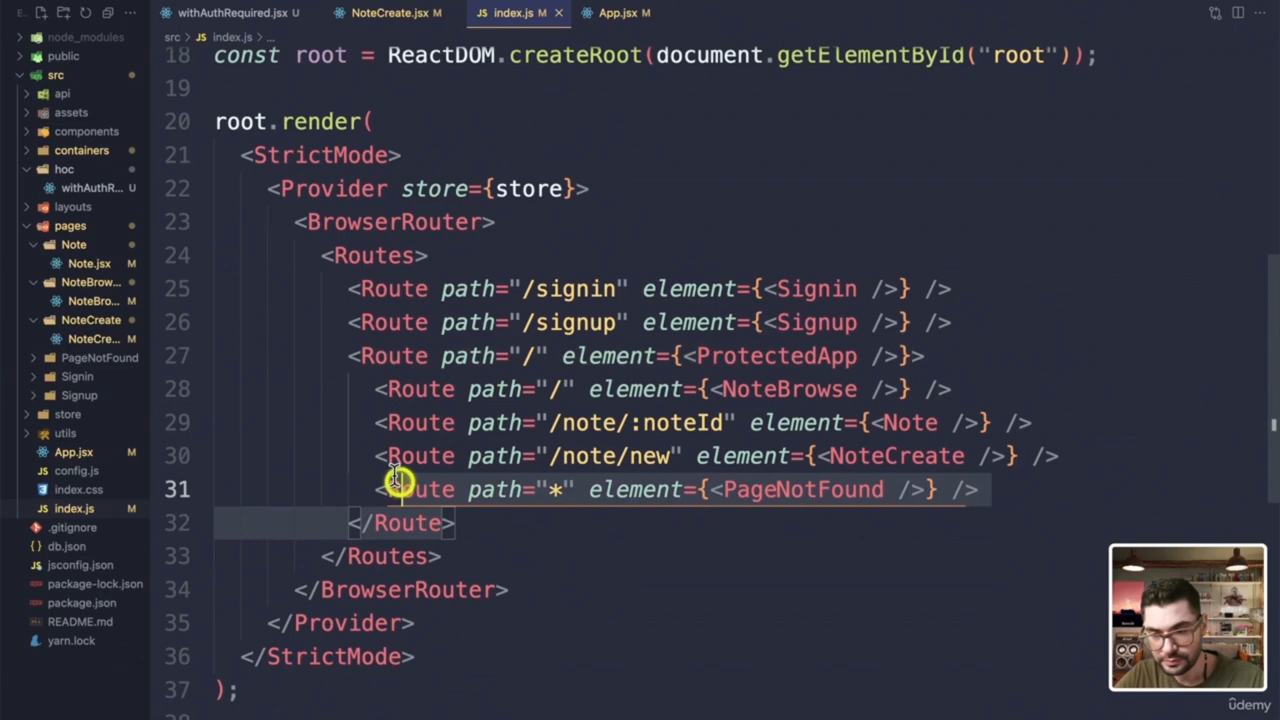 E...
withAuthRequired.jsx U
NoteCreate.jsx M
JS index.js M ×
App.jsx M
src > JS index.js > ...
node_modules
public
src
api
assets
components
containers
hoc
withAuthR... U
layouts
pages
Note
Note.jsx M
NoteBrow...
NoteBro... M
NoteCreate
NoteCre... M
PageNotFound
Signin
Signup
store
utils
App.jsx M
config.js
index.css
index.js M
.gitignore
db.json
jsconfig.json
package-lock.json
package.json
README.md
yarn.lock
18 const root = ReactDOM.createRoot(document.getElementById("root"));
19
20 root.render(
21 <StrictMode>
22 <Provider store={store}>
23 <BrowserRouter>
24 <Routes>
25 <Route path="/signin" element={<Signin />} />
26 <Route path="/signup" element={<Signup />} />
27 <Route path="/" element={<ProtectedApp />}>
28 <Route path="/" element={<NoteBrowse />} />
29 <Route path="/note/:noteId" element={<Note />} />
30 <Route path="/note/new" element={<NoteCreate />} />
31 <Route path="*" element={<PageNotFound />} />
32 </Route>
33 </Routes>
34 </BrowserRouter>
35 </Provider>
36 </StrictMode>
37 );
ûdemy